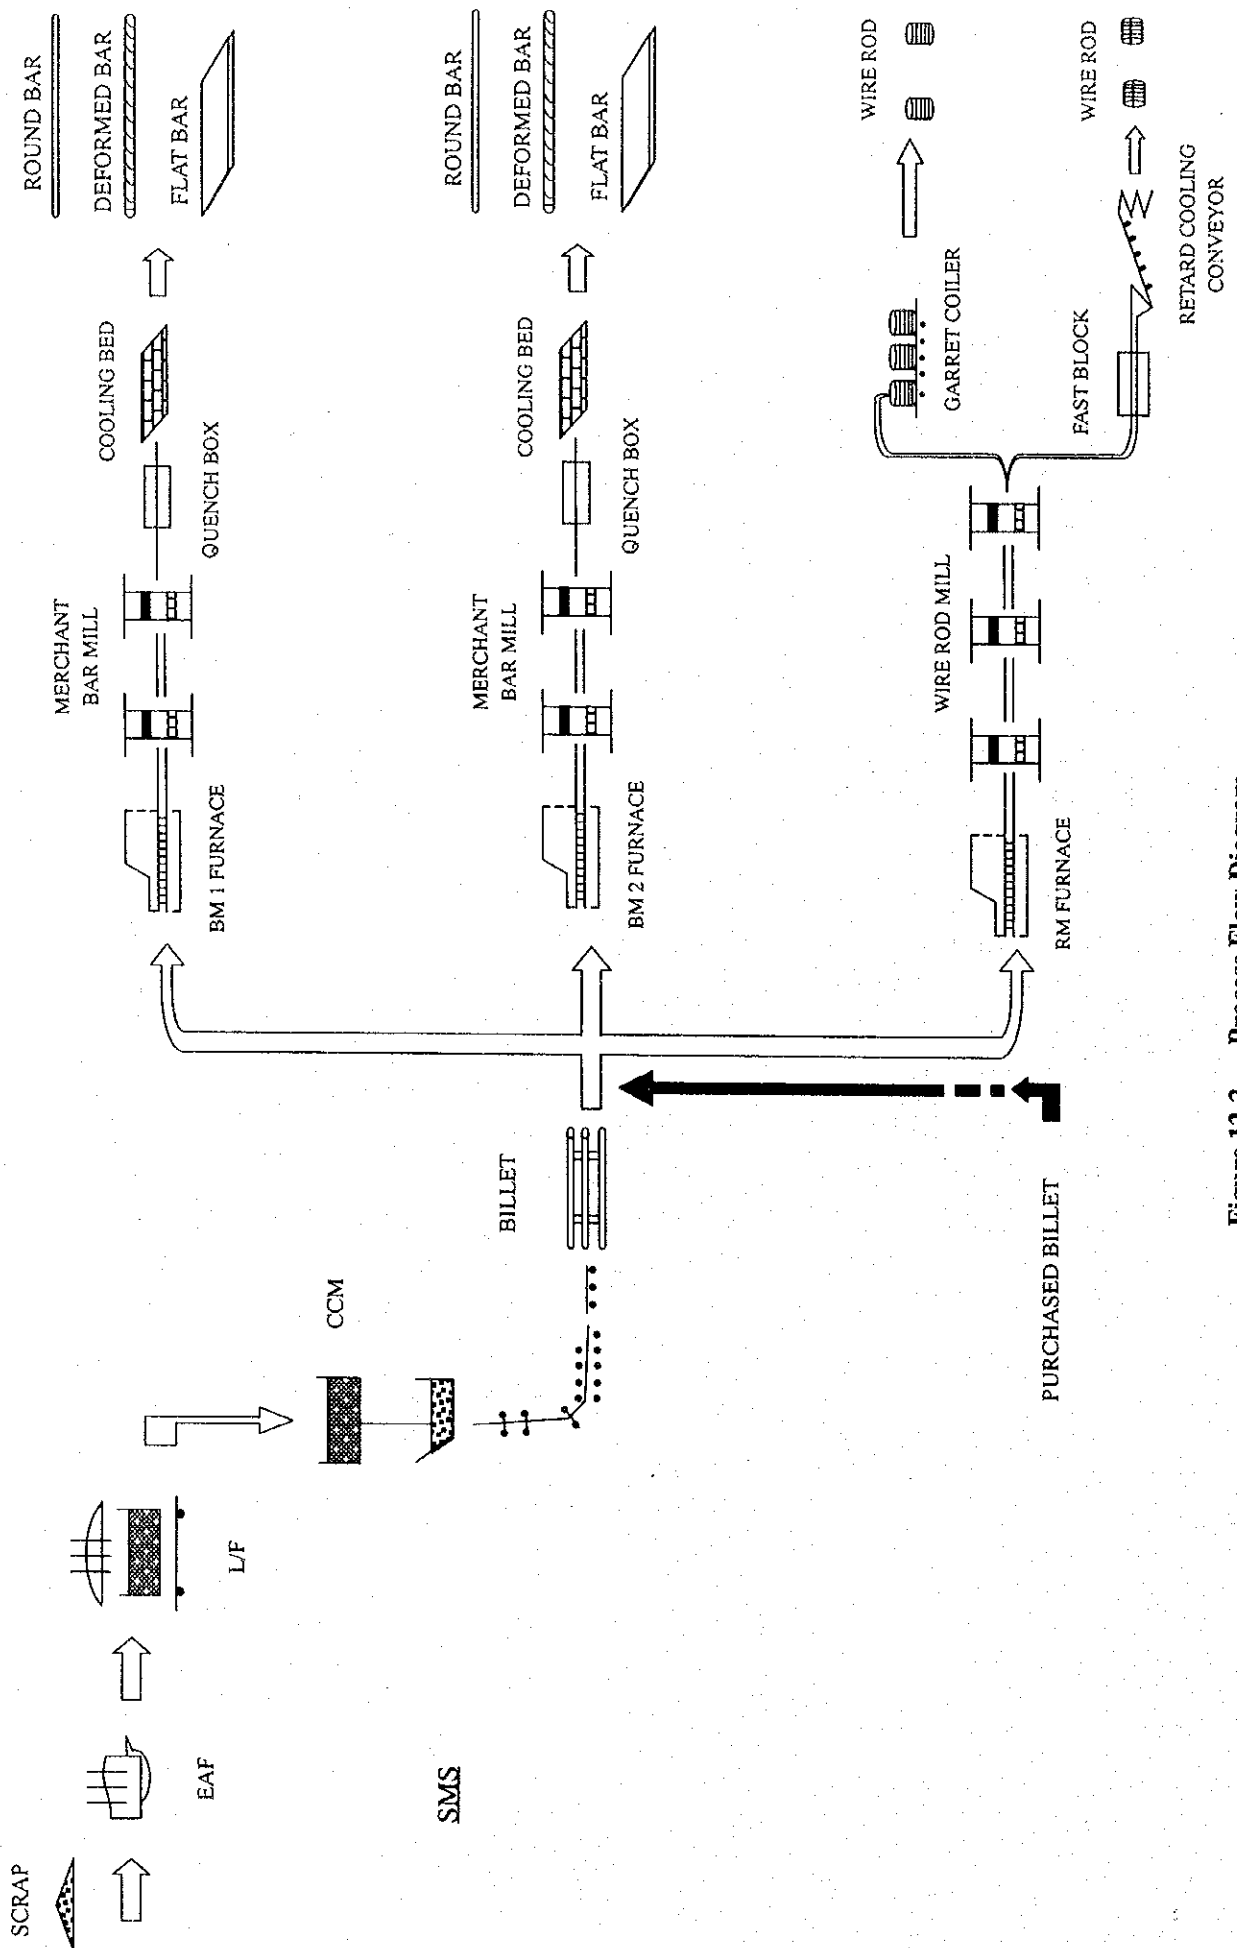 SCRAP
EAF
L/F
SMS
CCM
BILLET
PURCHASED BILLET
BM 1 FURNACE
MERCHANT
BAR MILL
QUENCH BOX
COOLING BED
ROUND BAR
DEFORMED BAR
FLAT BAR
BM 2 FURNACE
MERCHANT
BAR MILL
QUENCH BOX
COOLING BED
ROUND BAR
DEFORMED BAR
FLAT BAR
RM FURNACE
WIRE ROD MILL
GARRET COILER
WIRE ROD
FAST BLOCK
RETARD COOLING
CONVEYOR
WIRE ROD
Process Flow Diagram